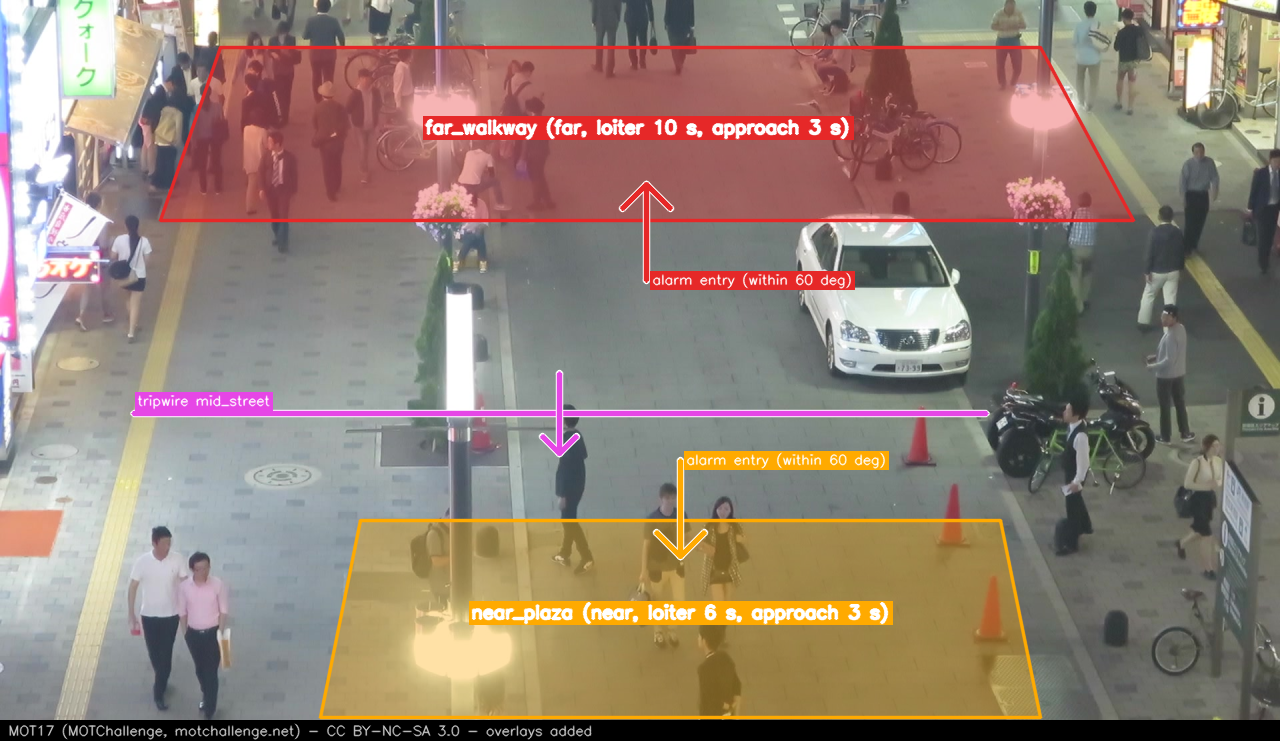 クォーク
far_walkway (far, loiter 10 s, approach 3 s)
alarm entry (within 60 deg)
tripwire mid_street
alarm entry (within 60 deg)
near_plaza (near, loiter 6 s, approach 3 s)
MOT17 (MOTChallenge, motchallenge.net) – CC BY–NC–SA 3.0 – overlays added